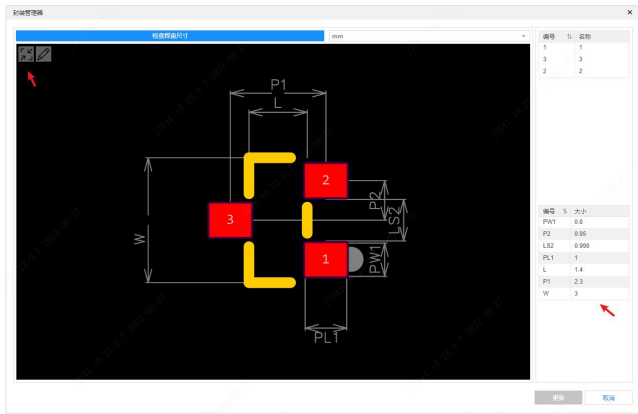 封装管理器
检查焊盘尺寸
mm
编号 名称
1 1
3 3
2 2
P1
L
2
P2
3
W
LS2
1
PW1
PL1
编号 大小
PW1 0.8
P2 0.95
LS2 0.998
PL1 1
L 1.4
P1 2.3
W 3
更新
取消